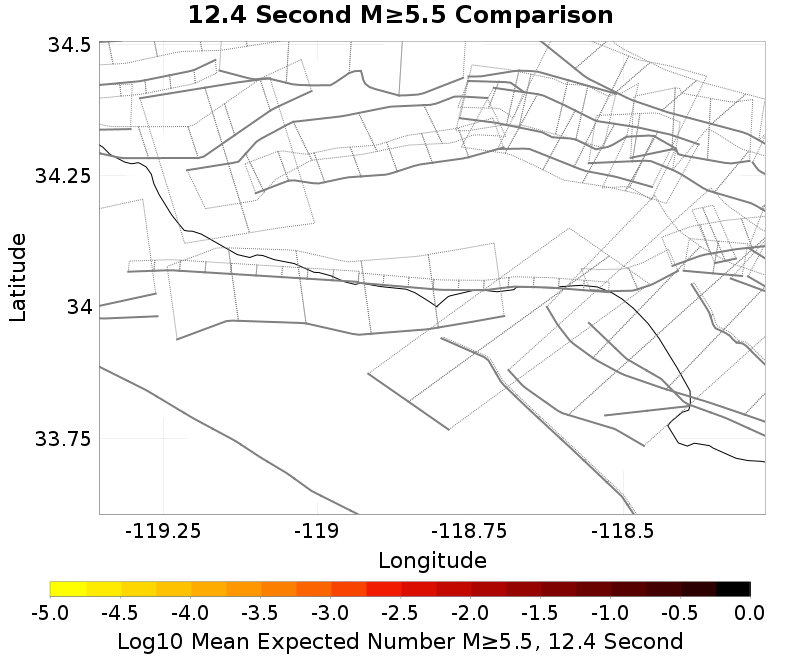 12.4 Second M≥5.5 Comparison
34.5
34.25
34
33.75
Latitude
-119.25 -119 -118.75 -118.5
Longitude
-5.0 -4.5 -4.0 -3.5 -3.0 -2.5 -2.0 -1.5 -1.0 -0.5 0.0
Log10 Mean Expected Number M≥5.5, 12.4 Second